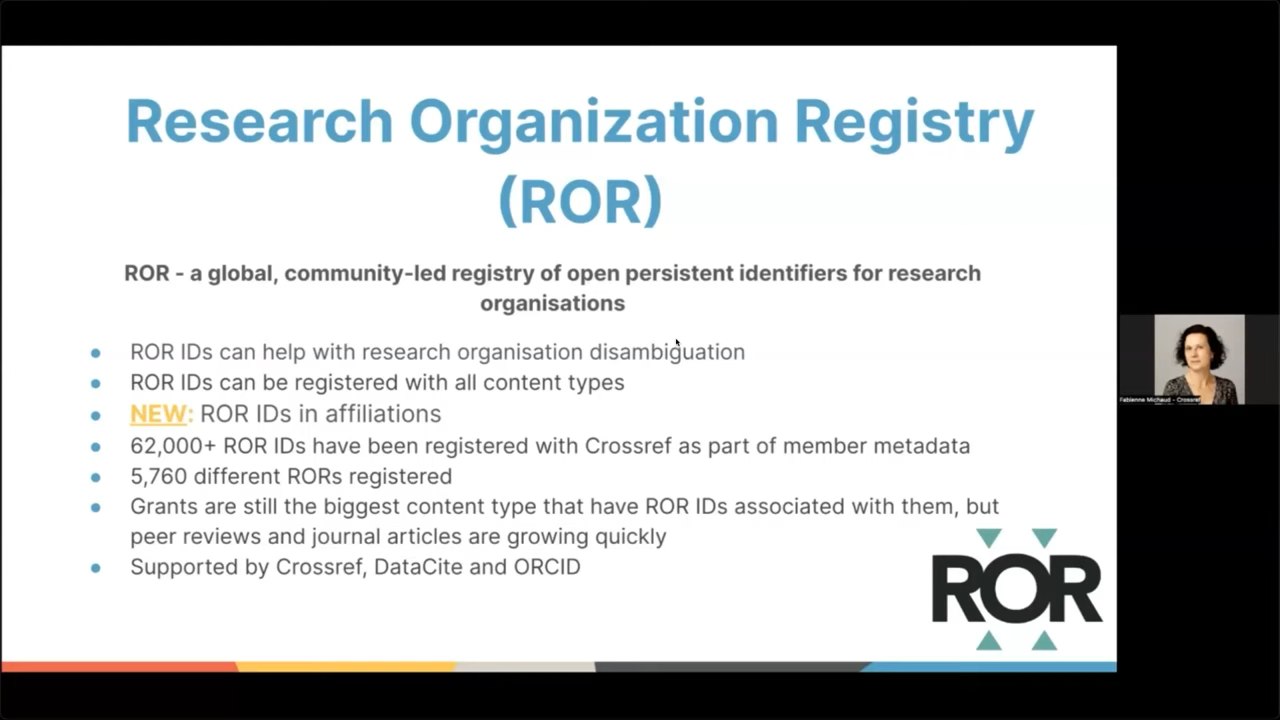 Research Organization Registry
(ROR)
ROR - a global, community-led registry of open persistent identifiers for research
organisations
ROR IDs can help with research organisation disambiguation
ROR IDs can be registered with all content types
NEW: ROR IDs in affiliations
62,000+ ROR IDs have been registered with Crossref as part of member metadata
5,760 different RORs registered
Grants are still the biggest content type that have ROR IDs associated with them, but
peer reviews and journal articles are growing quickly
Supported by Crossref, DataCite and ORCID
ROR
Fabienne Michaud - Crossref